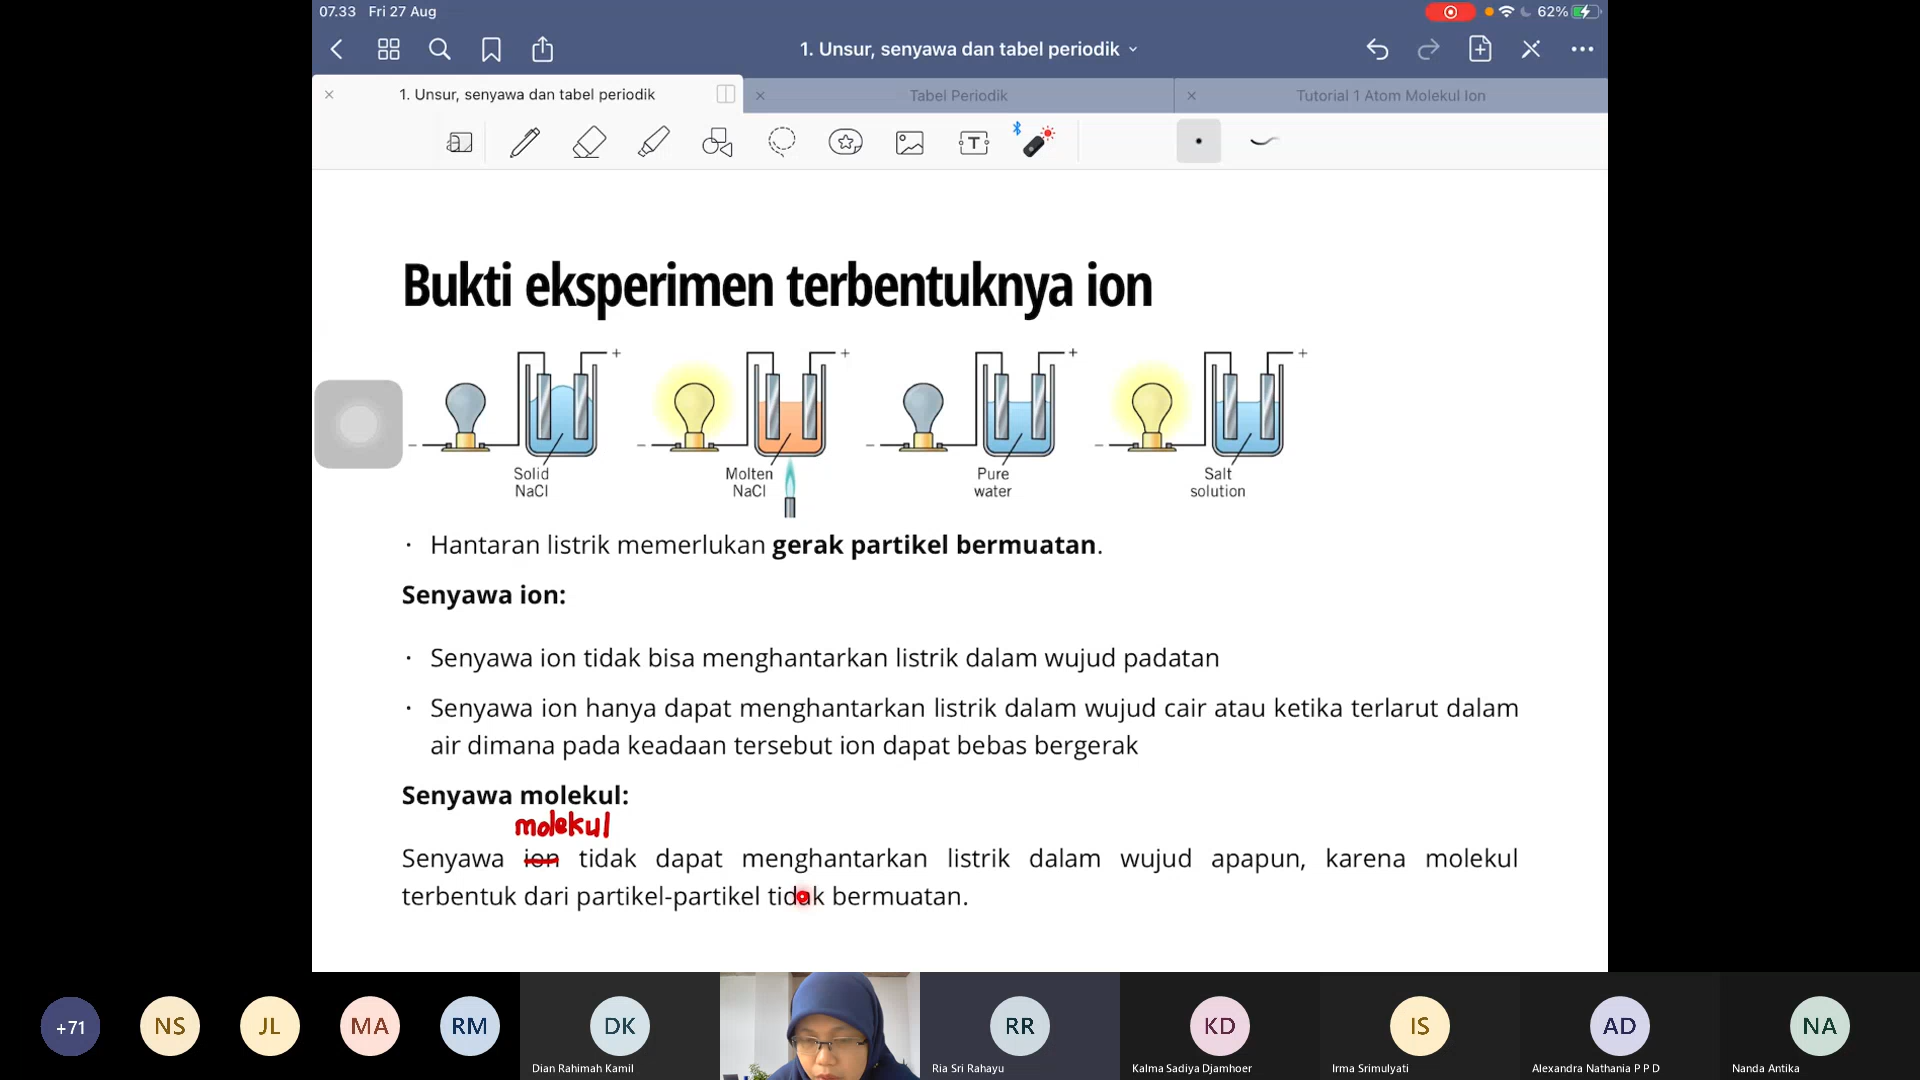 07.33 Fri 27 Aug
62%
1. Unsur, senyawa dan tabel periodik
1. Unsur, senyawa dan tabel periodik
Tabel Periodik
Tutorial 1 Atom Molekul Ion
Bukti eksperimen terbentuknya ion
+ + + +
− − − −
Solid NaCl
Molten NaCl
Pure water
Salt solution
· Hantaran listrik memerlukan gerak partikel bermuatan.
Senyawa ion:
· Senyawa ion tidak bisa menghantarkan listrik dalam wujud padatan
· Senyawa ion hanya dapat menghantarkan listrik dalam wujud cair atau ketika terlarut dalam
air dimana pada keadaan tersebut ion dapat bebas bergerak
Senyawa molekul:
molekul
Senyawa ion tidak dapat menghantarkan listrik dalam wujud apapun, karena molekul
terbentuk dari partikel-partikel tidak bermuatan.
+71
NS
JL
MA
RM
DK
RR
KD
IS
AD
NA
Dian Rahimah Kamil
Ria Sri Rahayu
Kalma Sadiya Djamhoer
Irma Srimulyati
Alexandra Nathania P P D
Nanda Antika